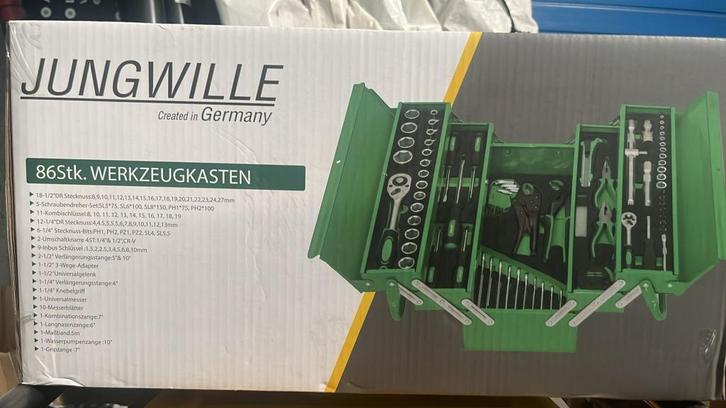 JUNGWILLE
Created in Germany
86Stk. WERKZEUGKASTEN
▸18-1/2"DR Stecknuss:8,9,10,11,12,13,14,15,16,17,18,19,20,21,22,23,24,27mm
▸5-Schraubendreher-Set:SL5*75, SL6*100, SL8*150, PH1*75, PH2*100
▸11-Kombischlüssel:8, 10, 11, 12, 13, 14, 15, 16, 17, 18, 19
▸12-1/4"DR Stecknuss:4,4.5,5,5.5,6,7,8,9,10,11,12,13mm
▸6-1/4" Stecknuss-Bits:PH1, PH2, PZ1, PZ2, SL4, SL5.5
▸2-Umschaltknarre 45T:1/4"& 1/2",CR-V
▸9-Inbus Schlüssel :1.5,2,2.5,3,4,5,6,8,10mm
▸2-1/2" Verfängerungsstange:5"& 10"
▸1-1/2" 3-Wege-Adapter
▸1-1/2"Universalgelenk
▸1-1/4" Verfängerungsstange:4"
▸1-1/4" Knebelgriff
▸1-Universalmesser
▸10-Messerblätter
▸1-Kombinationszange:7"
▸1-Langnasenzange:6"
▸1-Maßband:5m
▸1-Wasserpumpenzange :10"
▸1-Gripzange :7"